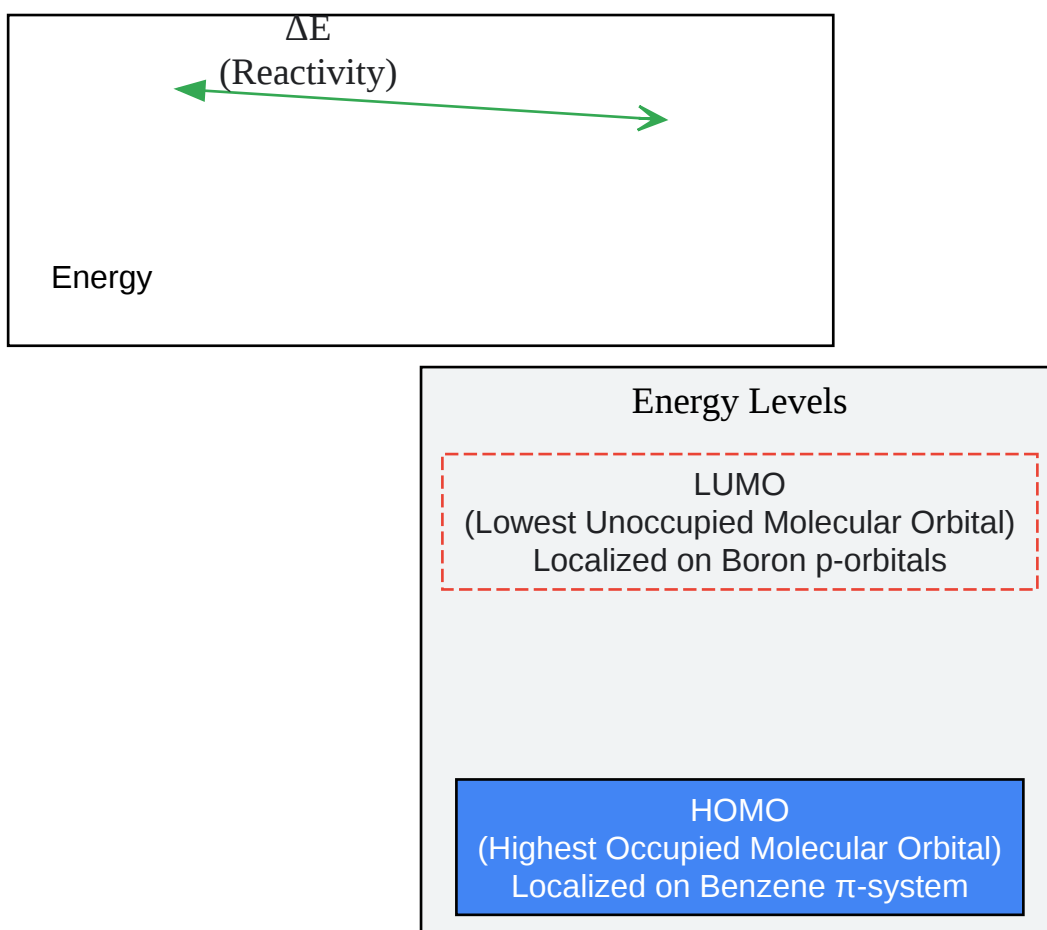 ΔE
(Reactivity)
Energy
Energy Levels
LUMO
(Lowest Unoccupied Molecular Orbital)
Localized on Boron p-orbitals
HOMO
(Highest Occupied Molecular Orbital)
Localized on Benzene π-system